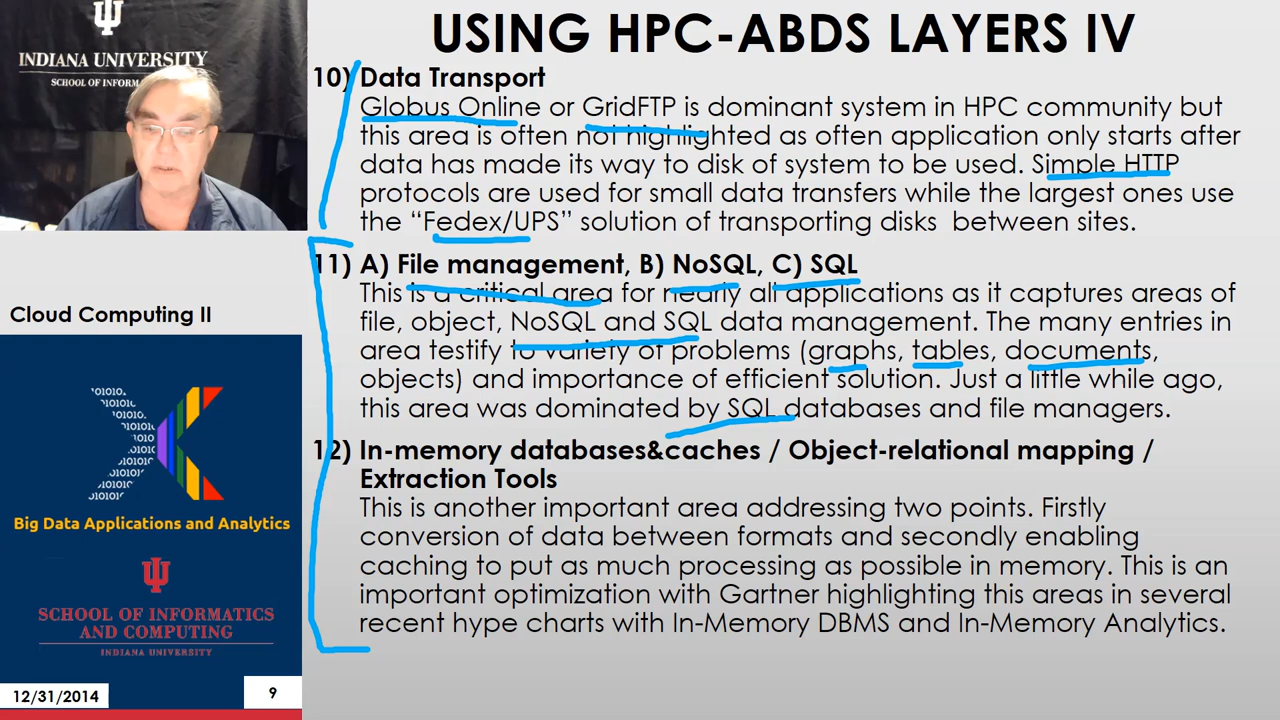 INDIANA UNIVERSITY
SCHOOL OF INFORM
USING HPC-ABDS LAYERS IV
10) Data Transport
Globus Online or GridFTP is dominant system in HPC community but
this area is often not highlighted as often application only starts after
data has made its way to disk of system to be used. Simple HTTP
protocols are used for small data transfers while the largest ones use
the “Fedex/UPS” solution of transporting disks between sites.
11) A) File management, B) NoSQL, C) SQL
This is a critical area for nearly all applications as it captures areas of
file, object, NoSQL and SQL data management. The many entries in
area testify to variety of problems (graphs, tables, documents,
objects) and importance of efficient solution. Just a little while ago,
this area was dominated by SQL databases and file managers.
12) In-memory databases&caches / Object-relational mapping /
Extraction Tools
This is another important area addressing two points. Firstly
conversion of data between formats and secondly enabling
caching to put as much processing as possible in memory. This is an
important optimization with Gartner highlighting this areas in several
recent hype charts with In-Memory DBMS and In-Memory Analytics.
Cloud Computing II
Big Data Applications and Analytics
SCHOOL OF INFORMATICS
AND COMPUTING
INDIANA UNIVERSITY
12/31/2014
9